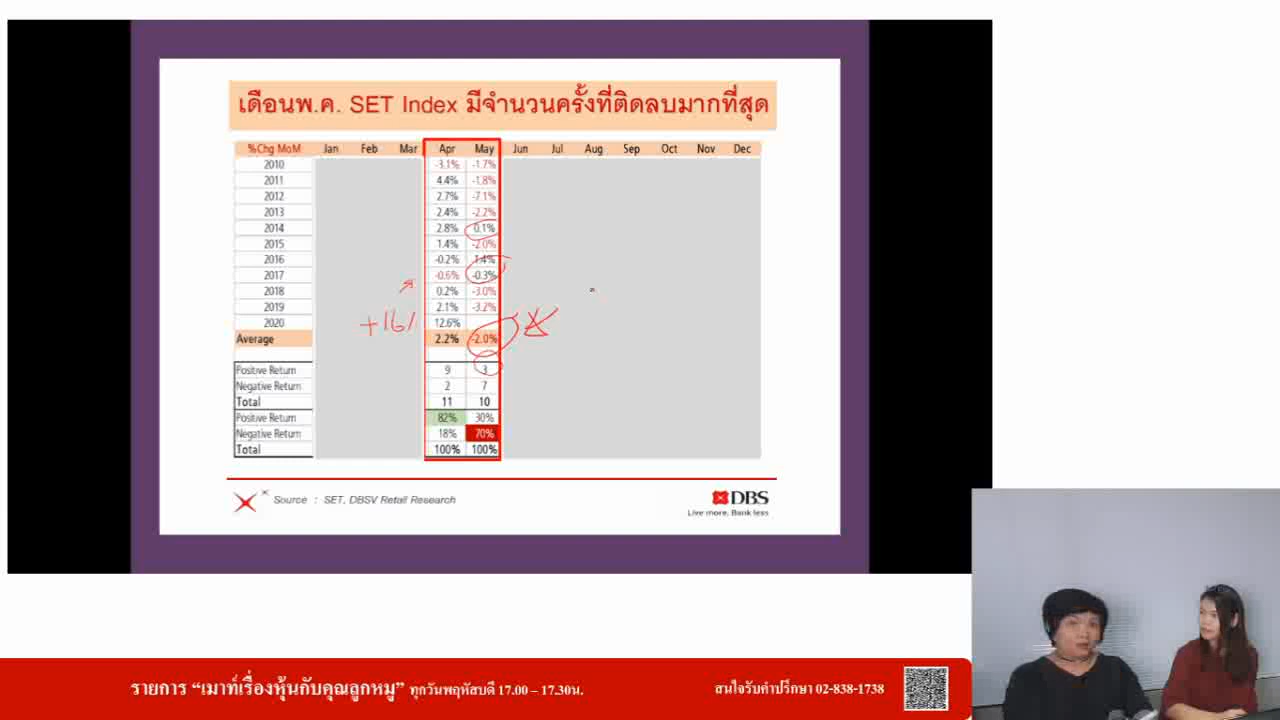 เดือนพ.ค. SET Index มีจำนวนครั้งที่ติดลบมากที่สุด
%Chg MoM Jan Feb Mar Apr May Jun Jul Aug Sep Oct Nov Dec
2010 -3.1% -1.7%
2011 4.4% -1.8%
2012 2.7% -7.1%
2013 2.4% -2.2%
2014 2.8% 0.1%
2015 1.4% -2.0%
2016 -0.2% 1.4%
2017 -0.6% -0.3%
2018 0.2% -3.0%
2019 2.1% -3.2%
+16% 2020 12.6%
Average 2.2% -2.0%
Positive Return 9 3
Negative Return 2 7
Total 11 10
Positive Return 82% 30%
Negative Return 18% 70%
Total 100% 100%
Source : SET, DBSV Retail Research
DBS
Live more, Bank less
รายการ “เมาท์เรื่องหุ้นกับคุณลูกหมู” ทุกวันพฤหัสบดี 17.00 – 17.30น.
สนใจรับคำปรึกษา 02-838-1738